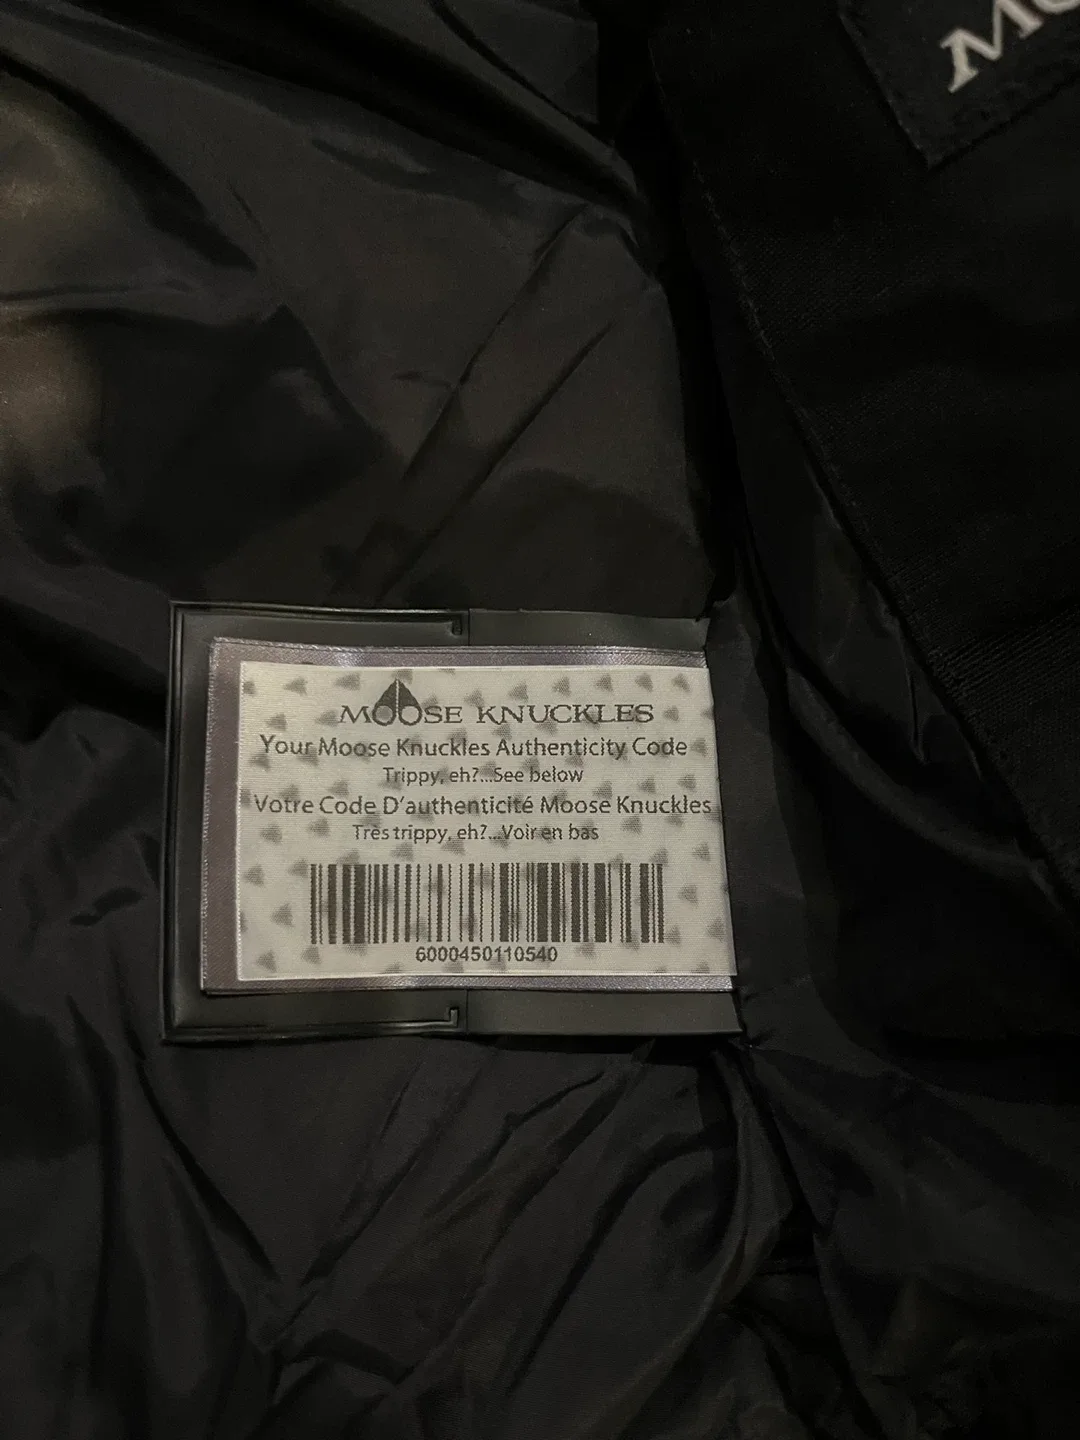 MOOSE KNUCKLES
Your Moose Knuckles Authenticity Code
Trippy, eh?...See below
Votre Code D'authenticité Moose Knuckles
Très trippy, eh?...Voir en bas
6000450110540